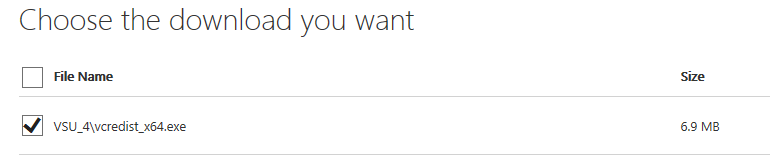 Choose the download you want
File Name Size
VSU_4\vcredist_x64.exe 6.9 MB